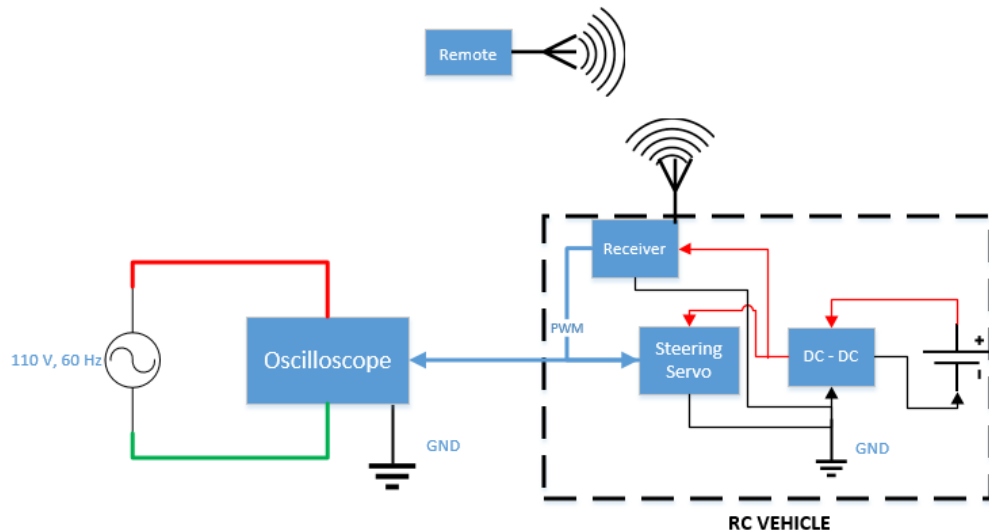 Remote
Receiver
PWM
110 V, 60 Hz
Oscilloscope
Steering
Servo
DC - DC
+
-
GND
GND
RC VEHICLE